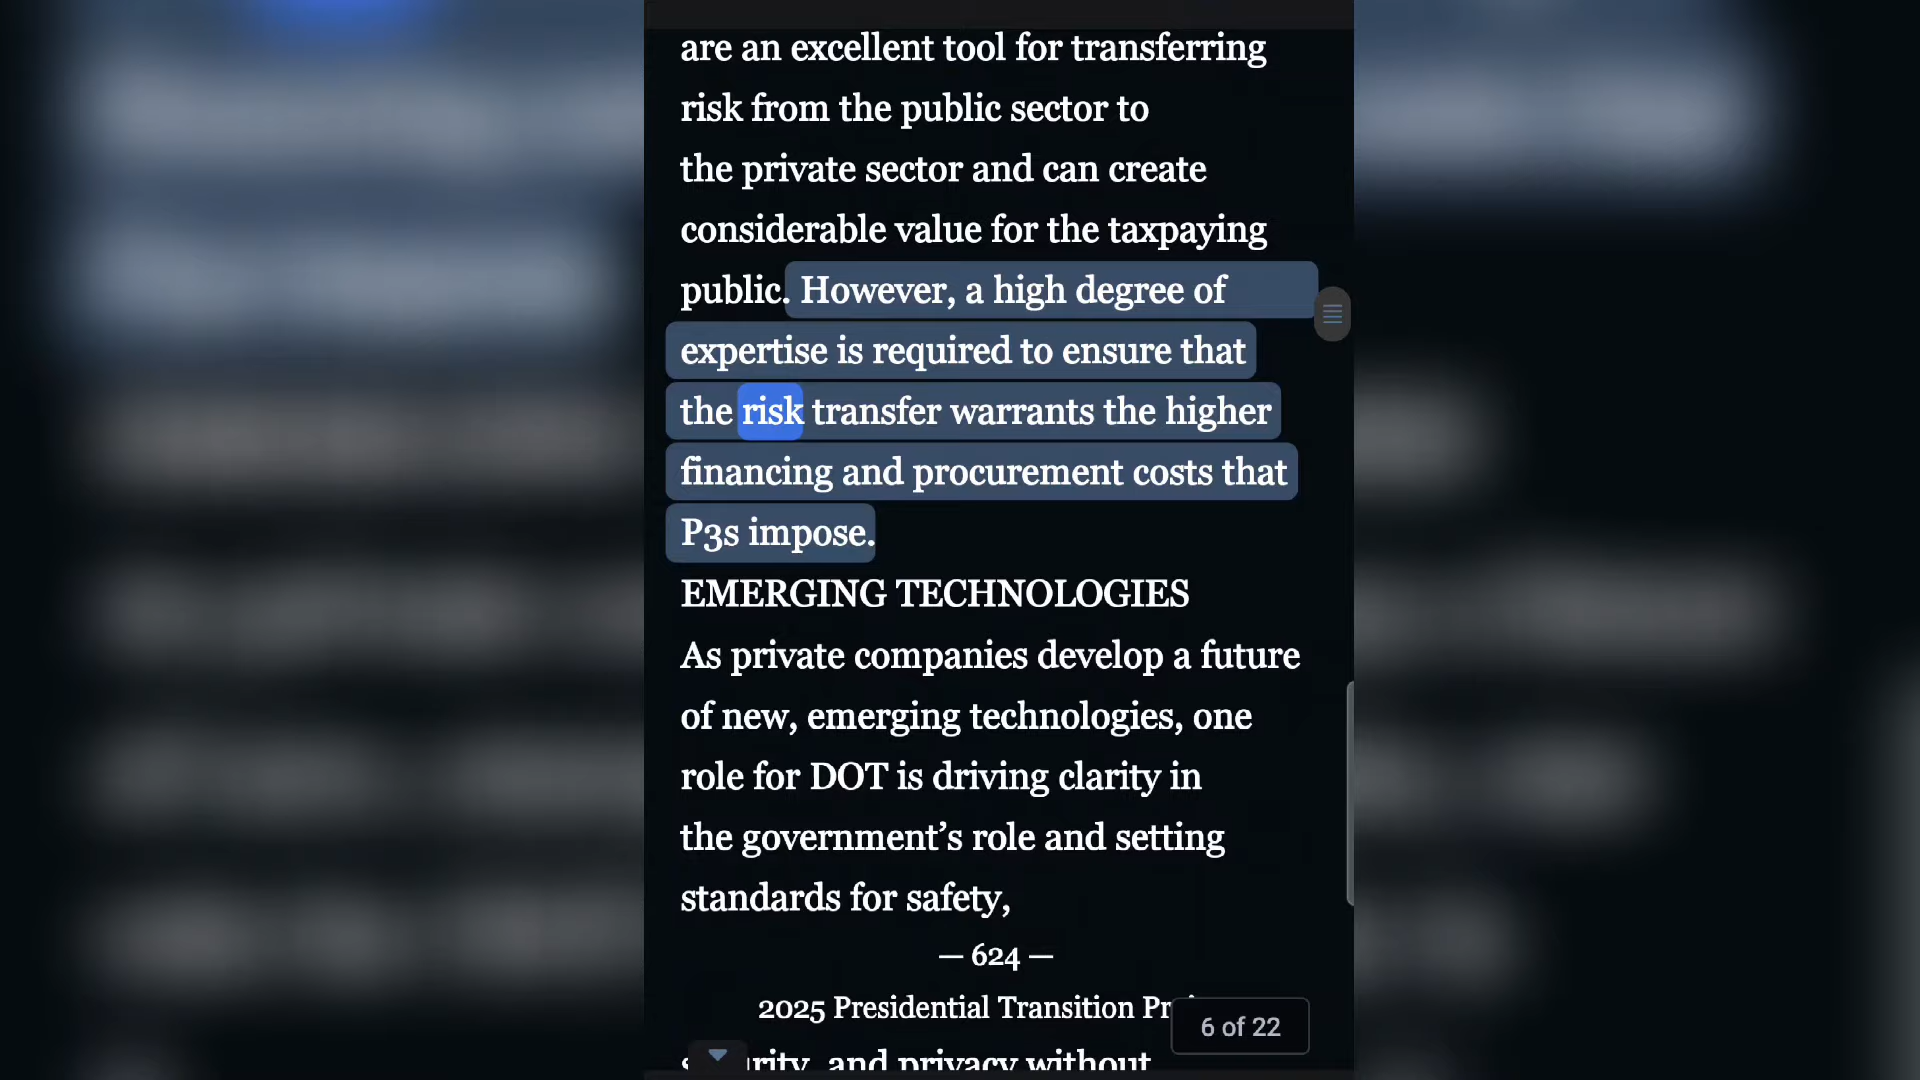 are an excellent tool for transferring
risk from the public sector to
the private sector and can create
considerable value for the taxpaying
public. However, a high degree of
expertise is required to ensure that
the risk transfer warrants the higher
financing and procurement costs that
P3s impose.
EMERGING TECHNOLOGIES
As private companies develop a future
of new, emerging technologies, one
role for DOT is driving clarity in
the government’s role and setting
standards for safety,
— 624 —
2025 Presidential Transition
6 of 22
and privacy without